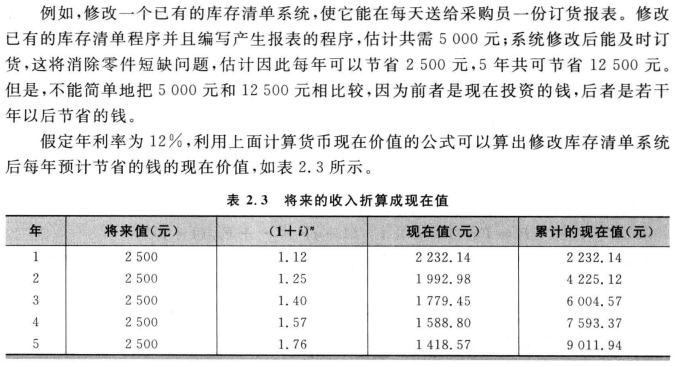 例如,修改一个已有的库存清单系统,使它能在每天送给采购员一份订货报表。修改
已有的库存清单程序并且编写产生报表的程序,估计共需 5 000 元;系统修改后能及时订
货,这将消除零件短缺问题,估计因此每年可以节省 2 500 元,5 年共可节省 12 500 元。
但是,不能简单地把 5 000 元和 12 500 元相比较,因为前者是现在投资的钱,后者是若干
年以后节省的钱。
假定年利率为 12%,利用上面计算货币现在价值的公式可以算出修改库存清单系统
后每年预计节省的钱的现在价值,如表 2.3 所示。
表 2.3 将来的收入折算成现在值
年 将来值(元) (1+i)ⁿ 现在值(元) 累计的现在值(元)
1 2 500 1.12 2 232.14 2 232.14
2 2 500 1.25 1 992.98 4 225.12
3 2 500 1.40 1 779.45 6 004.57
4 2 500 1.57 1 588.80 7 593.37
5 2 500 1.76 1 418.57 9 011.94